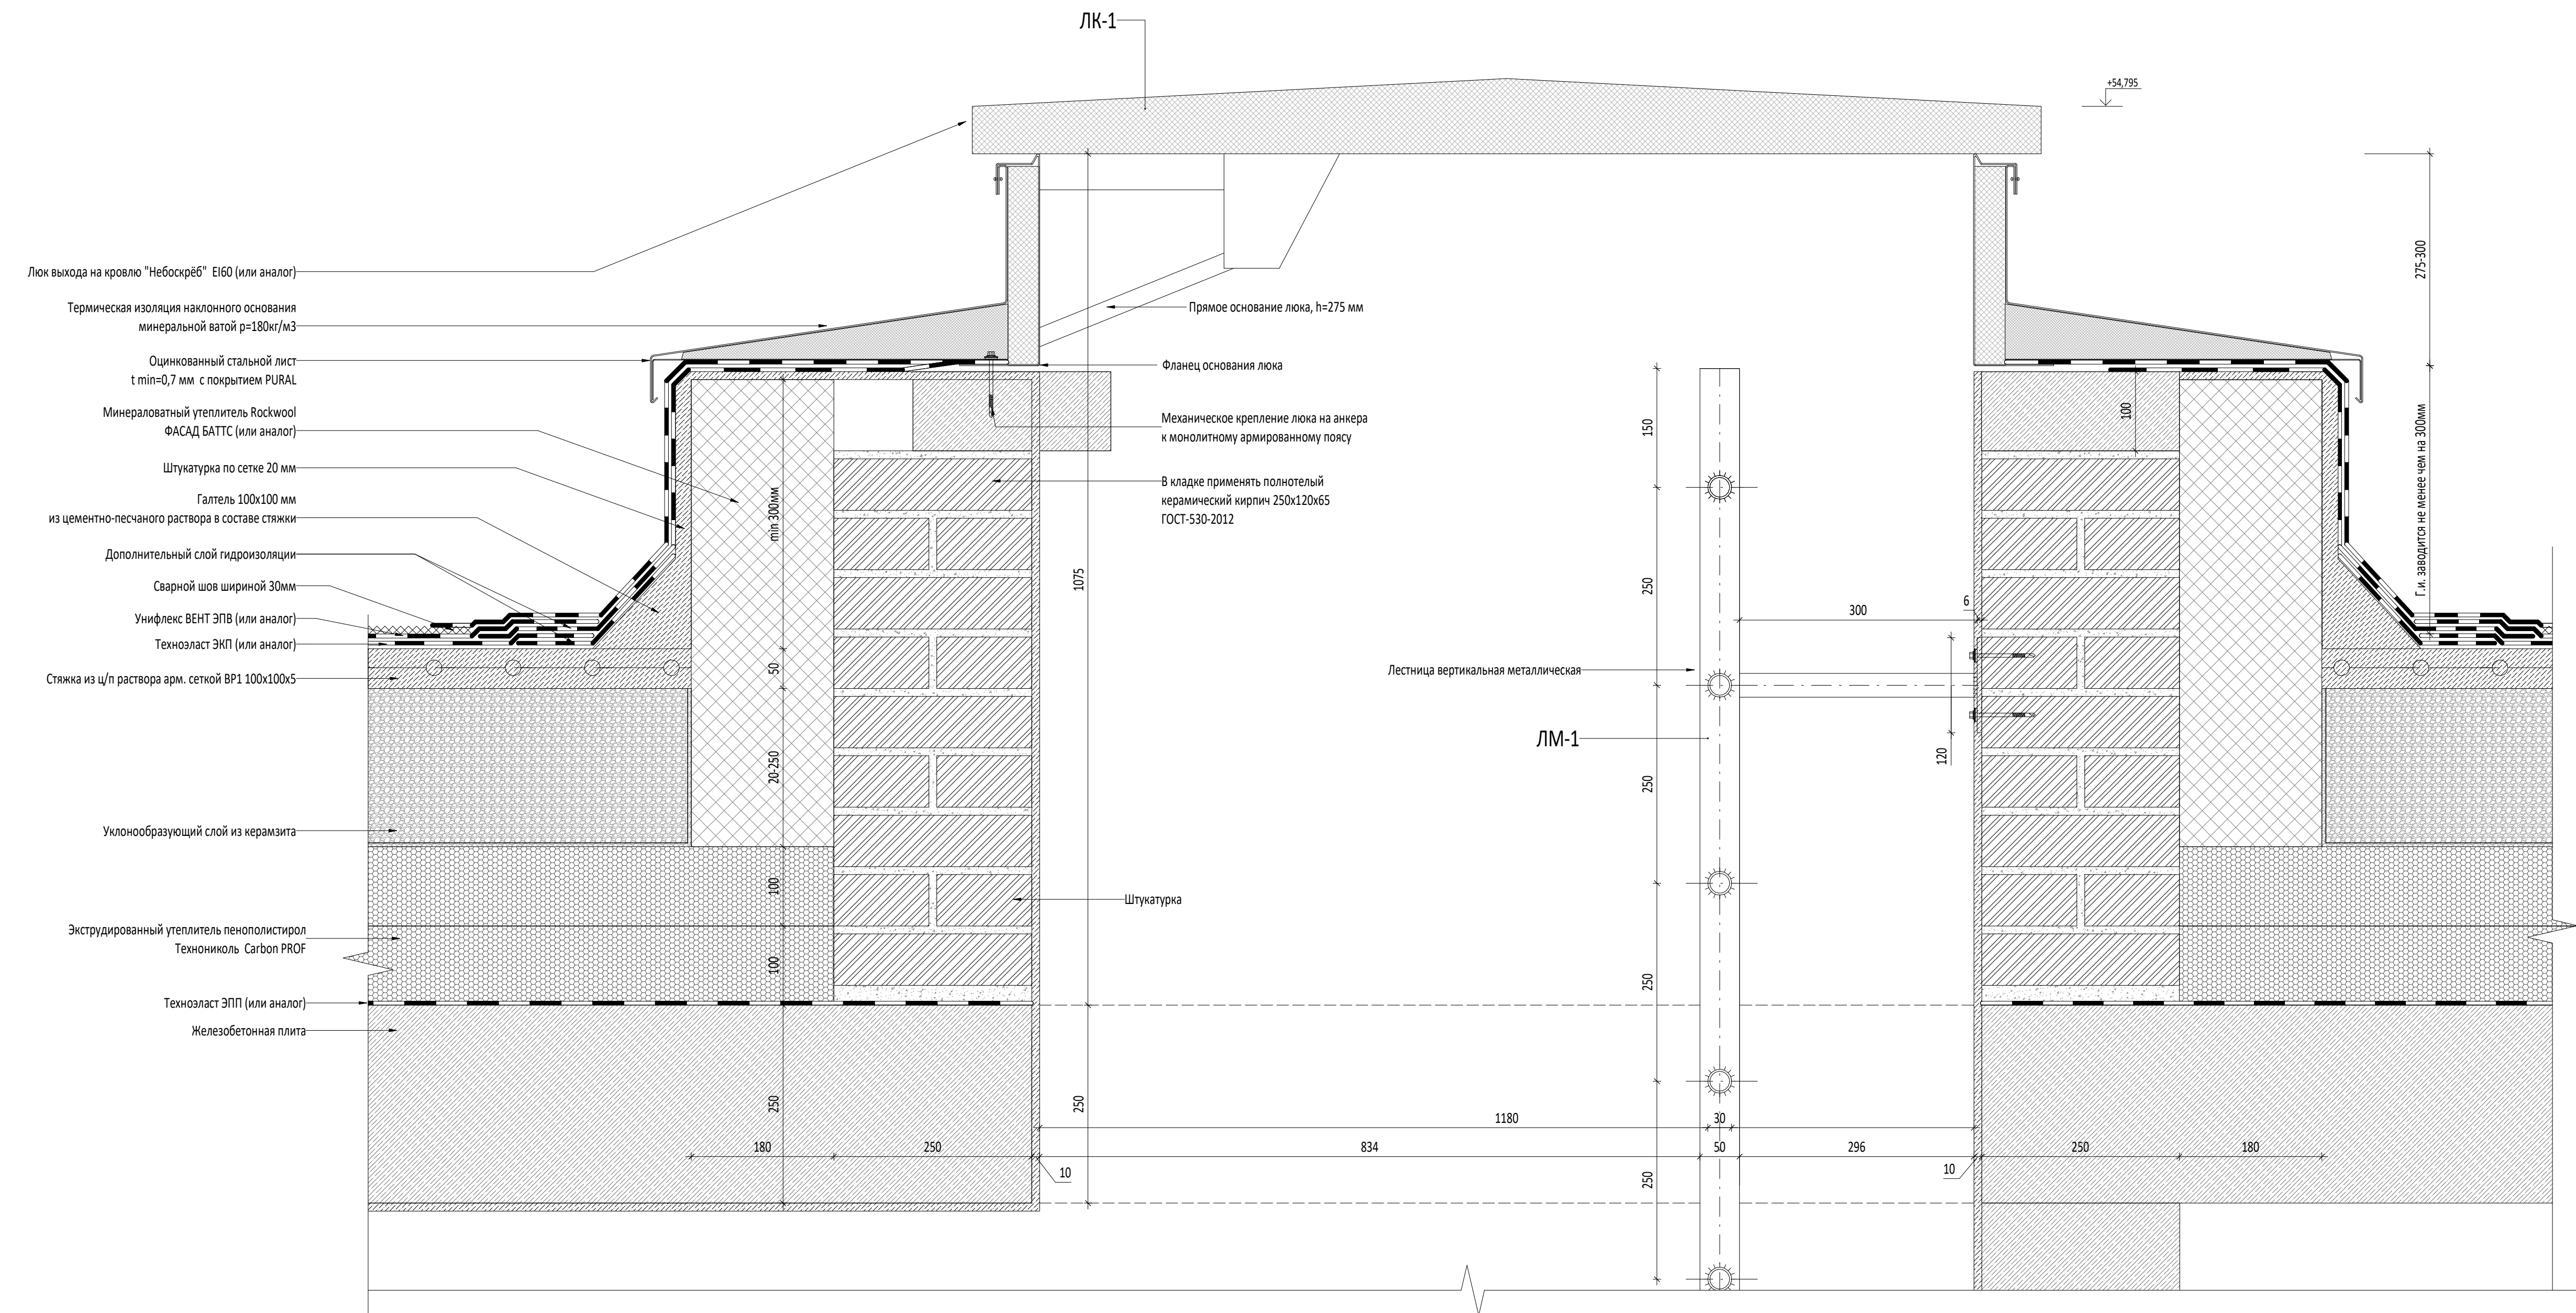 ЛК-1
+54,795
Люк выхода на кровлю "Небоскрёб" EI60 (или аналог)
Термическая изоляция наклонного основания
минеральной ватой p=180кг/м3
Оцинкованный стальной лист
t min=0,7 мм с покрытием PURAL
Минераловатный утеплитель Rockwool
ФАСАД БАТТС (или аналог)
Штукатурка по сетке 20 мм
Галтель 100x100 мм
из цементно-песчаного раствора в составе стяжки
Дополнительный слой гидроизоляции
Сварной шов шириной 30мм
Унифлекс ВЕНТ ЭПВ (или аналог)
Техноэласт ЭКП (или аналог)
Стяжка из ц/п раствора арм. сеткой ВР1 100x100x5
Уклонообразующий слой из керамзита
Экструдированный утеплитель пенополистирол
Технониколь Carbon PROF
Техноэласт ЭПП (или аналог)
Железобетонная плита
min 300мм
50
20-250
100
100
250
180
250
10
1075
250
Прямое основание люка, h=275 мм
Фланец основания люка
Механическое крепление люка на анкера
к монолитному армированному поясу
В кладке применять полнотелый
керамический кирпич 250x120x65
ГОСТ-530-2012
Штукатурка
Лестница вертикальная металлическая
ЛМ-1
150
250
250
250
250
300
6
120
1180
30
834
50
296
10
250
180
100
275-300
Г.и. заводится не менее чем на 300мм